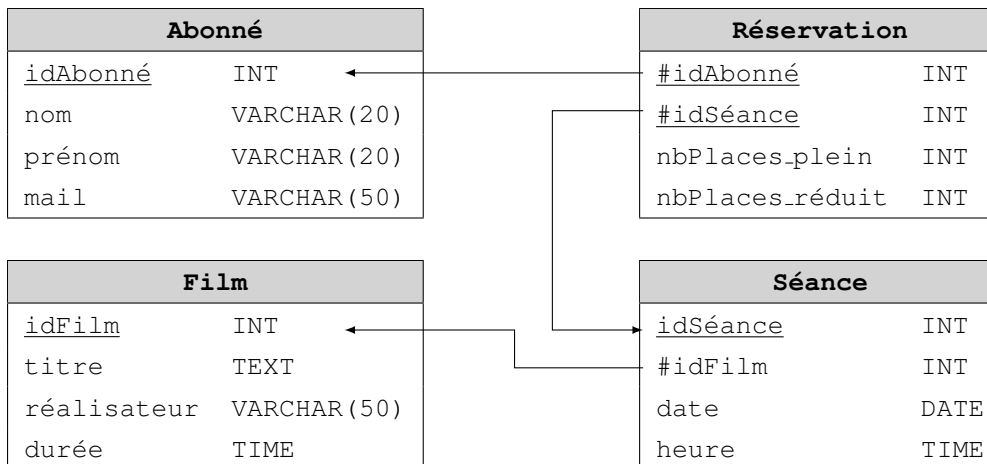 Abonné
idAbonné INT
nom VARCHAR(20)
prénom VARCHAR(20)
mail VARCHAR(50)
Réservation
#idAbonné INT
#idSéance INT
nbPlaces_plein INT
nbPlaces_réduit INT
Film
idFilm INT
titre TEXT
réalisateur VARCHAR(50)
durée TIME
Séance
idSéance INT
#idFilm INT
date DATE
heure TIME